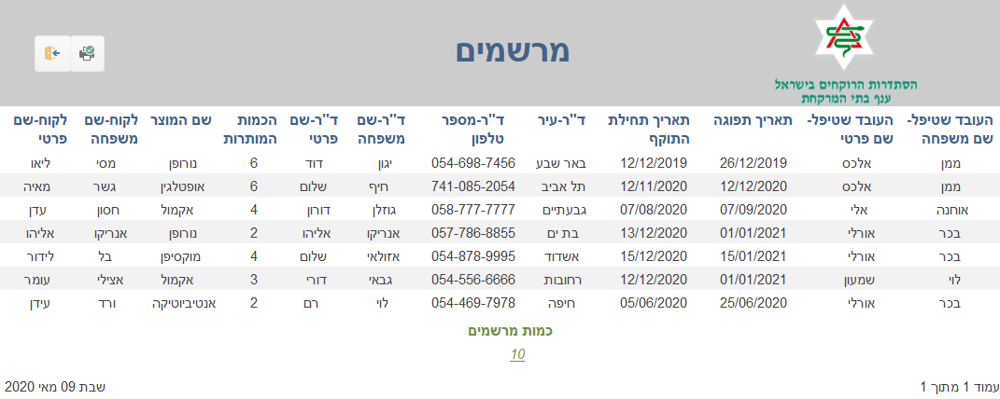 מרשמים
הסתדרות הרוקחים בישראל
ענף בתי המרקחת
העובד שטיפל-שם משפחה העובד שטיפל-שם פרטי תאריך תפוגה תאריך תחילת התוקף ד"ר-עיר ד"ר-מספר טלפון ד"ר-שם משפחה ד"ר-שם פרטי הכמות המותרות שם המוצר לקוח-שם משפחה לקוח-שם פרטי
ממן אלכס 26/12/2019 12/12/2019 באר שבע 054-698-7456 יגון דוד 6 נורופן מסי ליאו
ממן אלכס 12/12/2020 12/11/2020 תל אביב 741-085-2054 חיף שלום 6 אופטלגין גשר מאיה
אוחנה אלי 07/09/2020 07/08/2020 גבעתיים 058-777-7777 גוזלן דורון 4 אקמול חסון עדן
בכר אורלי 01/01/2021 13/12/2020 בת ים 057-786-8855 אנריקו אליהו 2 נורופן אנריקו אליהו
בכר אורלי 15/01/2021 15/12/2020 אשדוד 054-878-9995 אזולאי שלום 4 מוקסיפן בל לידור
לוי שמעון 01/01/2021 12/12/2020 רחובות 054-556-6666 גבאי דורי 3 אקמול אצילי עומר
בכר אורלי 25/06/2020 05/06/2020 חיפה 054-469-7978 לוי רם 2 אנטיביוטיקה ורד עידן
כמות מרשמים
10
עמוד 1 מתוך 1
שבת 09 מאי 2020